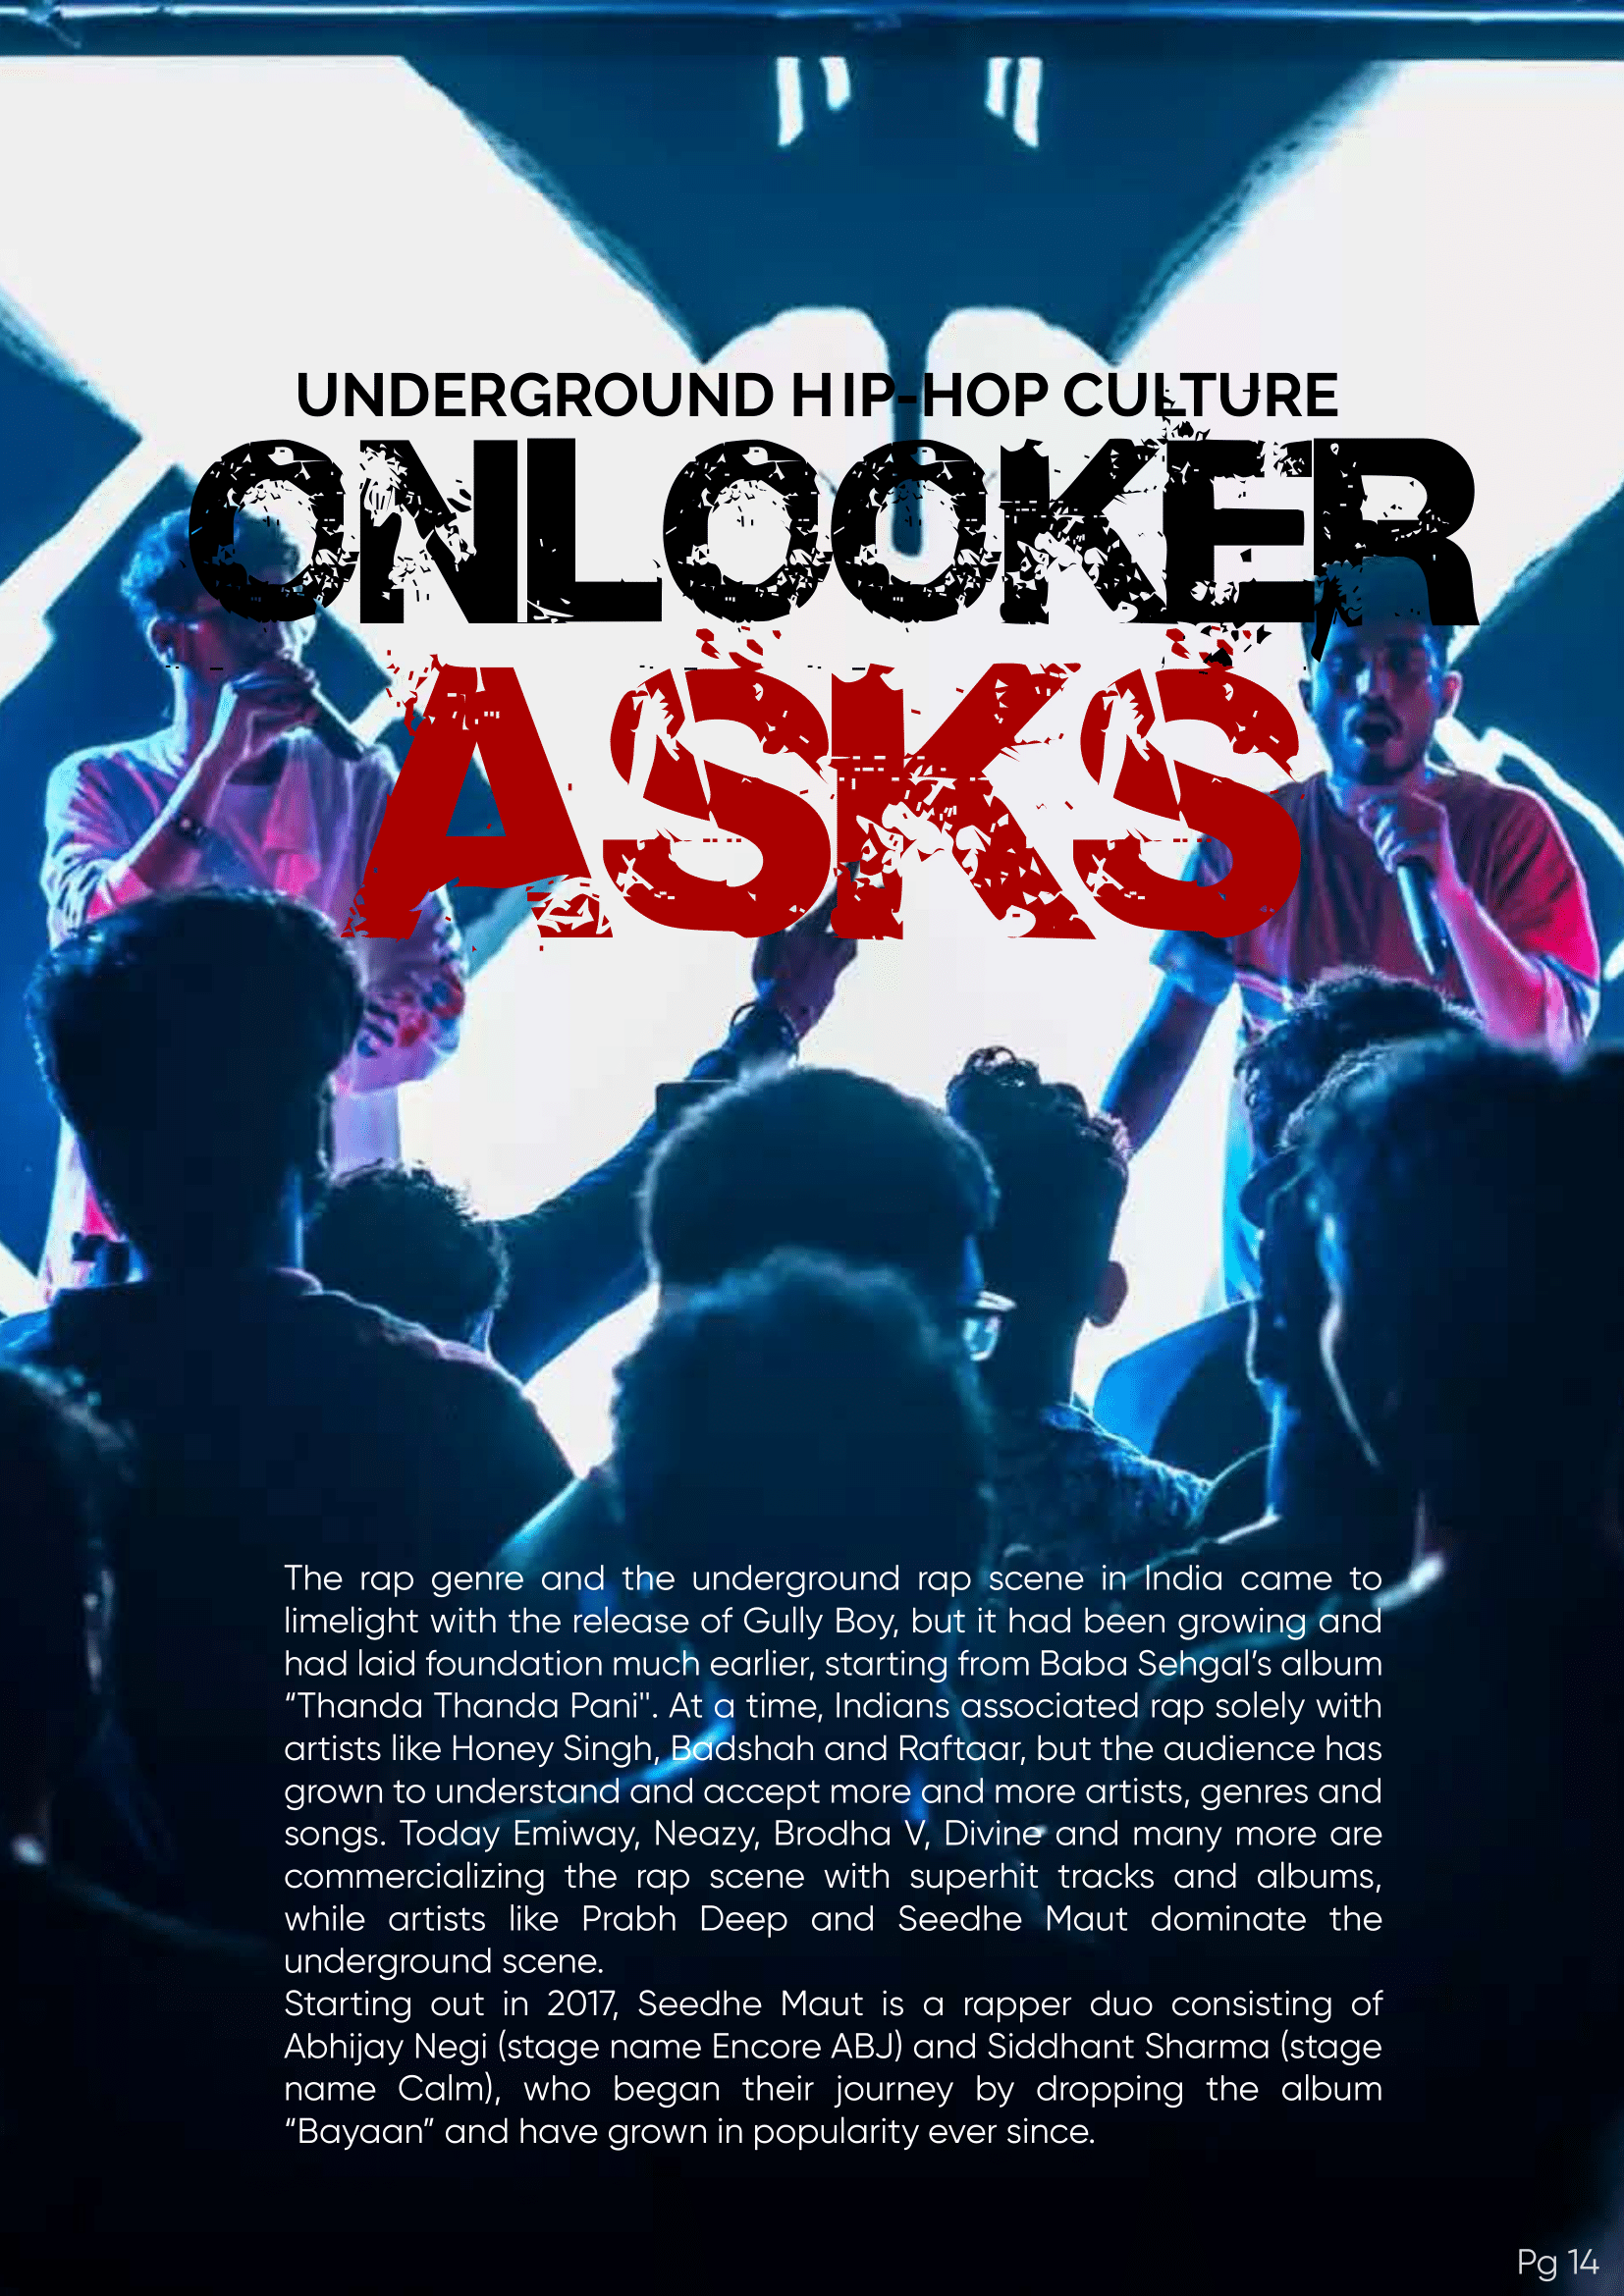 UNDERGROUND HIP-HOP CULTURE
ONLOOKER
ASKS
The rap genre and the underground rap scene in India came to
limelight with the release of Gully Boy, but it had been growing and
had laid foundation much earlier, starting from Baba Sehgal’s album
“Thanda Thanda Pani". At a time, Indians associated rap solely with
artists like Honey Singh, Badshah and Raftaar, but the audience has
grown to understand and accept more and more artists, genres and
songs. Today Emiway, Neazy, Brodha V, Divine and many more are
commercializing the rap scene with superhit tracks and albums,
while artists like Prabh Deep and Seedhe Maut dominate the
underground scene.
Starting out in 2017, Seedhe Maut is a rapper duo consisting of
Abhijay Negi (stage name Encore ABJ) and Siddhant Sharma (stage
name Calm), who began their journey by dropping the album
“Bayaan” and have grown in popularity ever since.
Pg 14